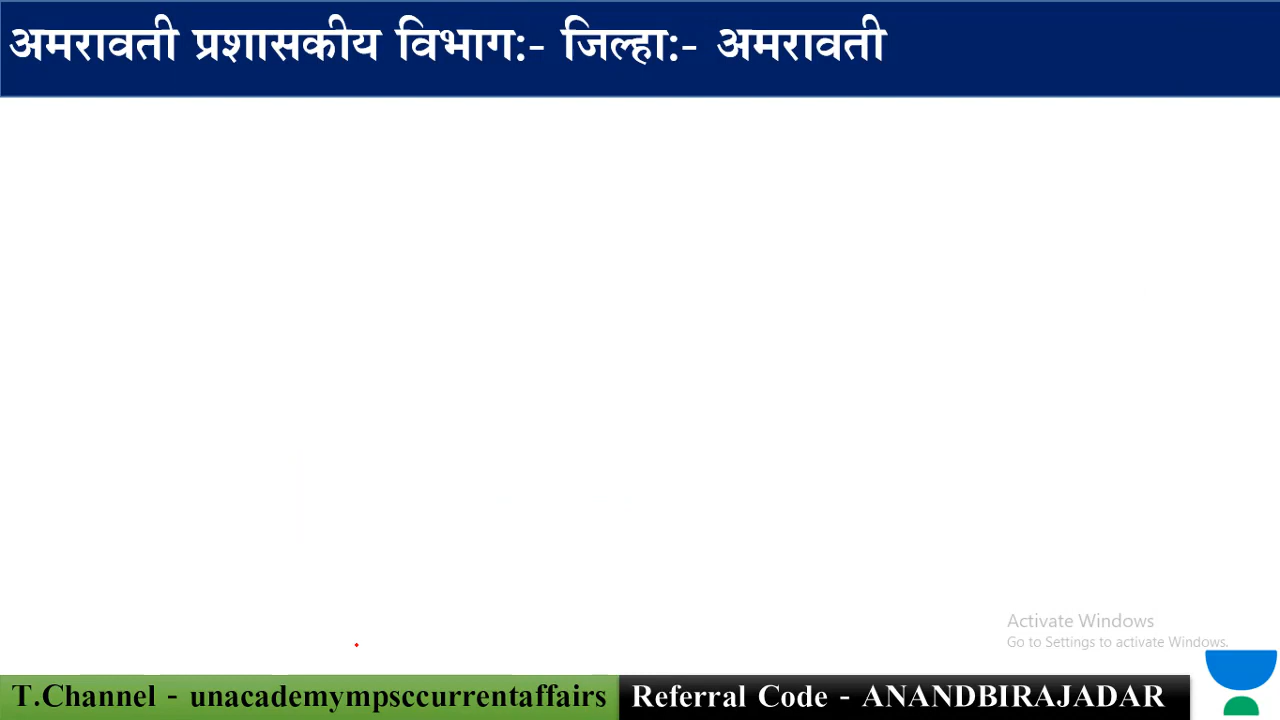 अमरावती प्रशासकीय विभाग:- जिल्हा:- अमरावती
Activate Windows
Go to Settings to activate Windows.
T.Channel - unacademympsccurrentaffairs Referral Code - ANANDBIRAJADAR